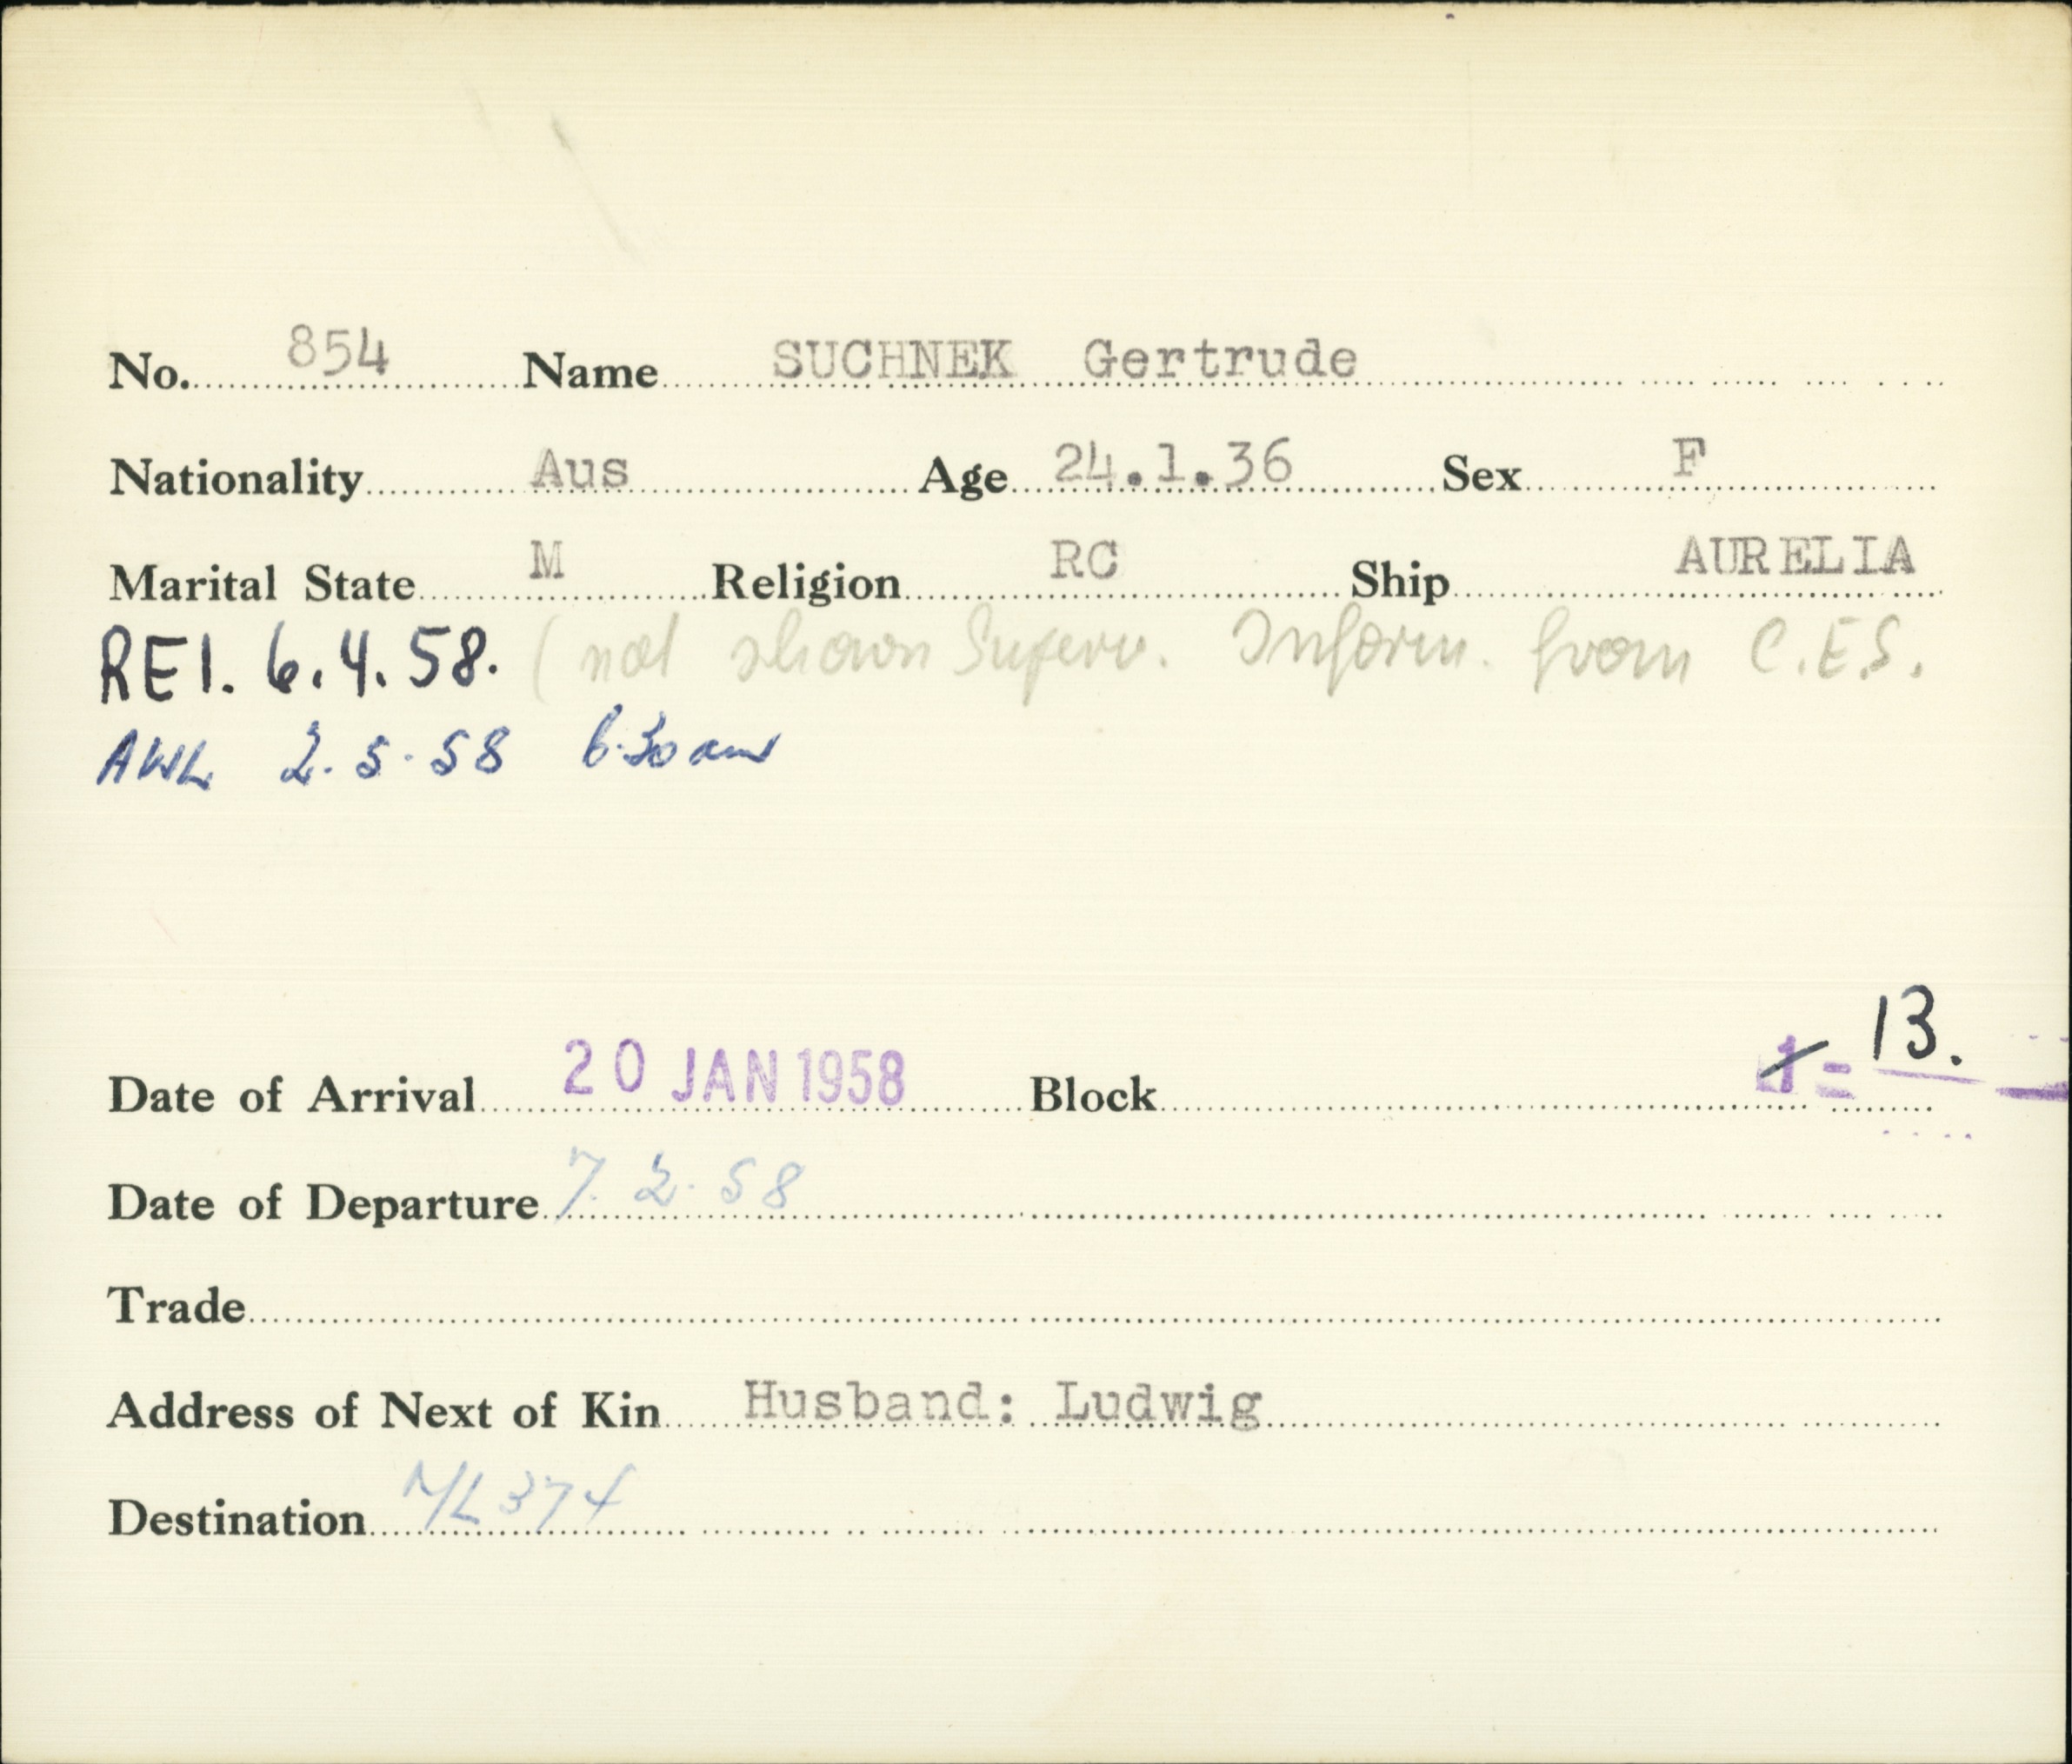 No. 854 Name SUCHNEK Gertrude
Nationality Aus Age 24.1.36 Sex F
Marital State M Religion RC Ship AURELIA
REI. 6.4.58. ( not shown Superv. Inform. from C.E.S.
AWL 2.5.58 6.30 am
13.
Date of Arrival 20 JAN 1958 Block 1 =
Date of Departure 7.2.58
Trade
Address of Next of Kin Husband: Ludwig
Destination ML 374